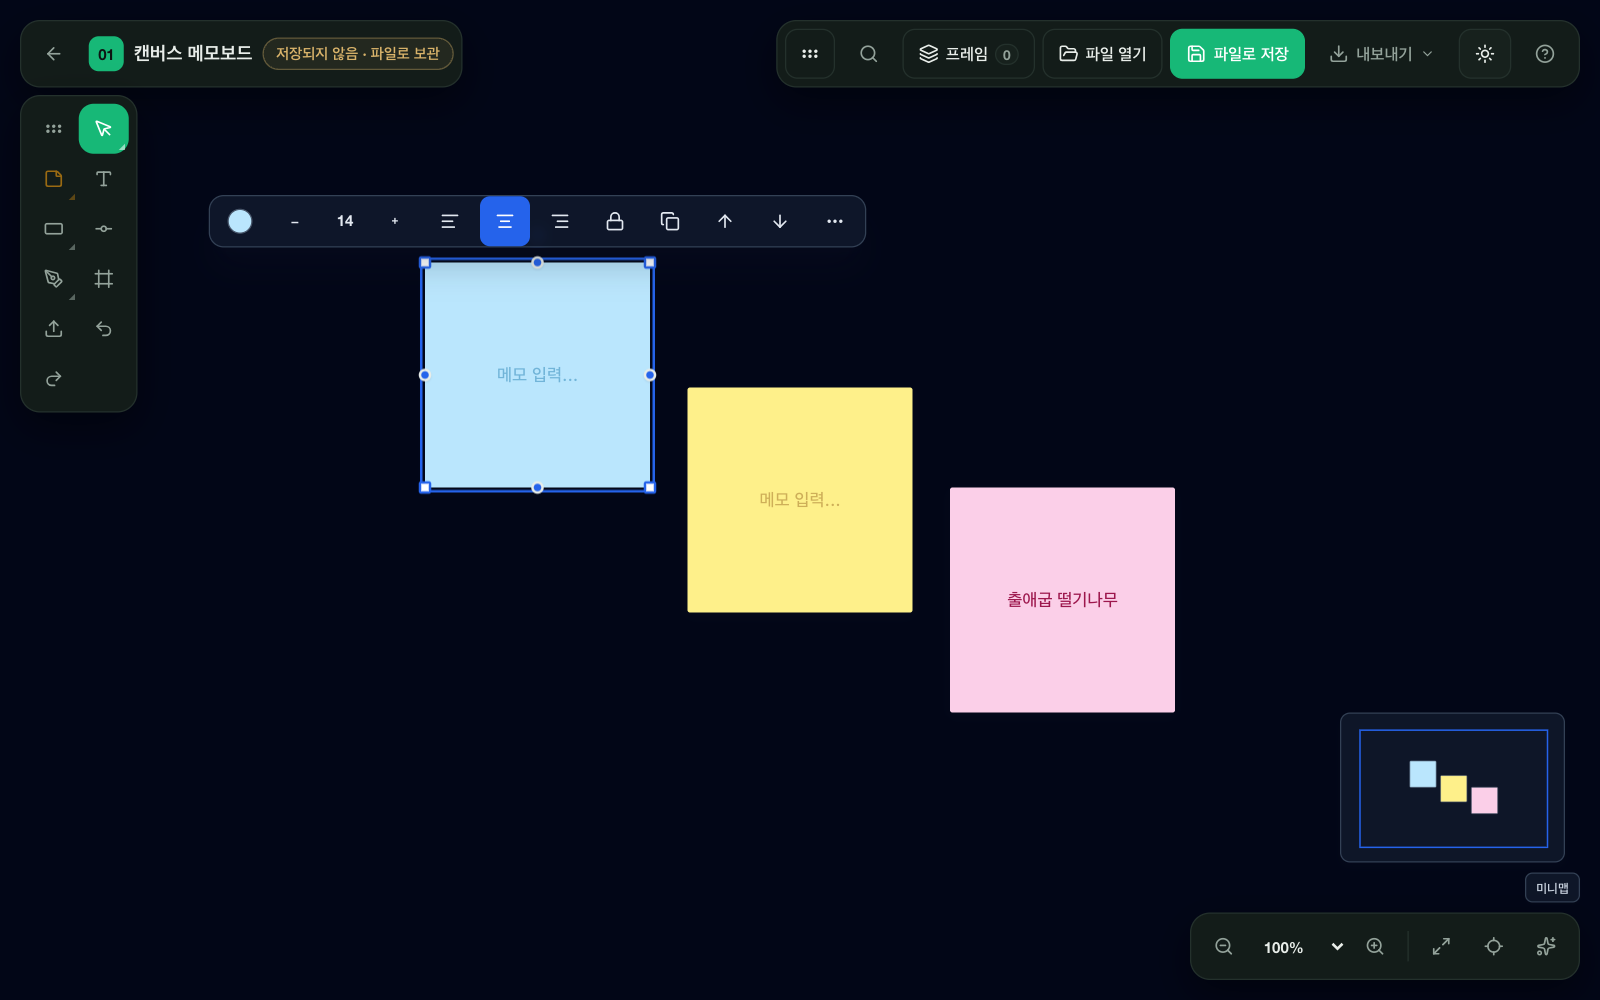 01 캔버스 메모보드 저장되지 않음 · 파일로 보관
프레임 0 파일 열기 파일로 저장 내보내기
T
− 14 +
메모 입력...
메모 입력...
출애굽 떨기나무
미니맵
100%